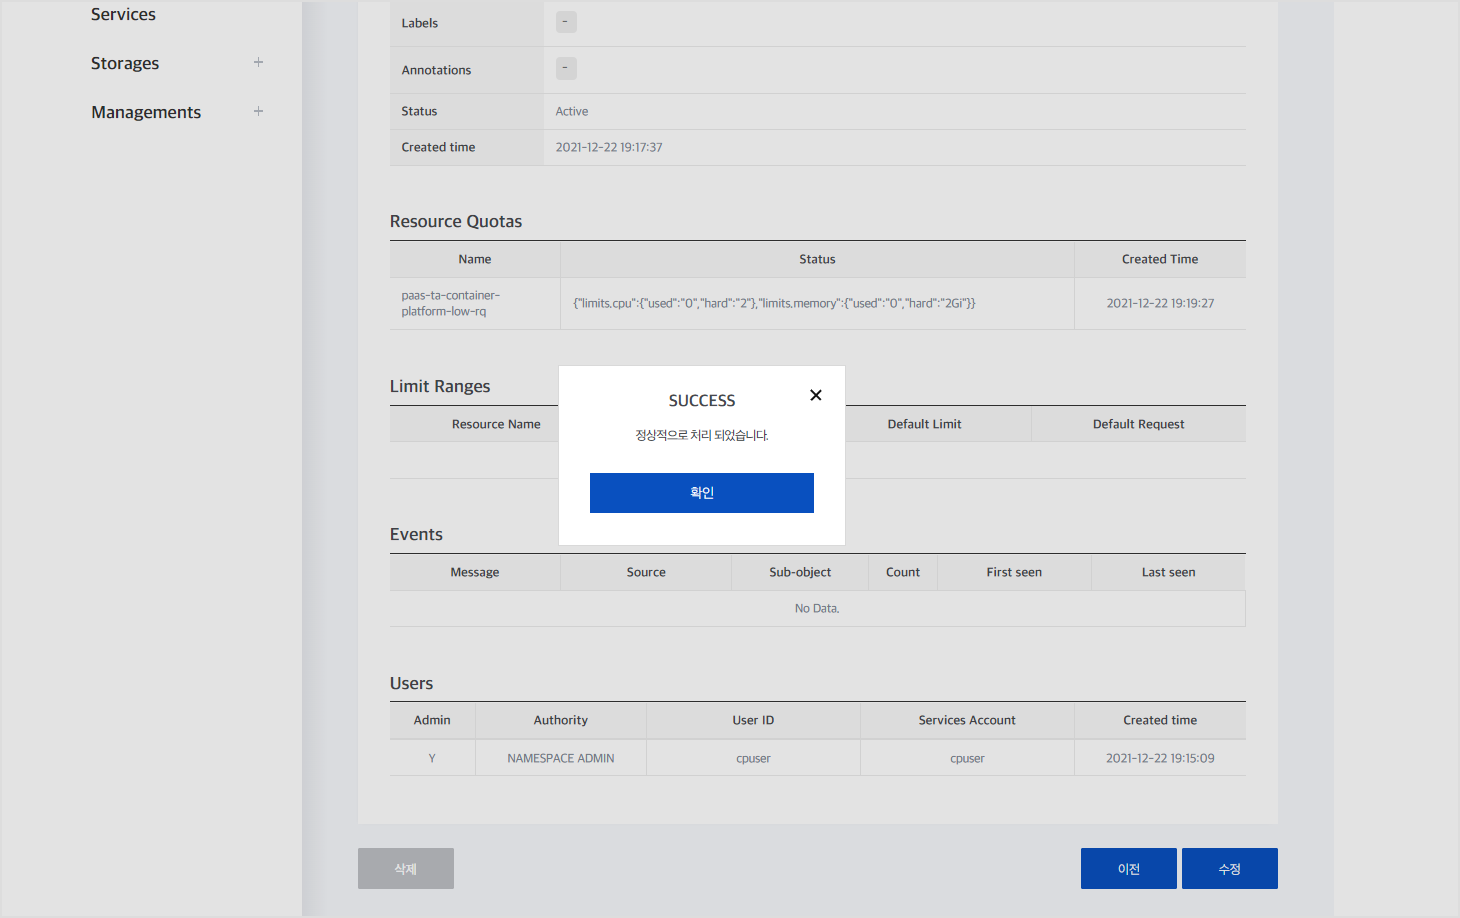 Services
Storages
Managements
Labels
-
Annotations
-
Status Active
Created time 2021-12-22 19:17:37
Resource Quotas
Name Status Created Time
paas-ta-container-
platform-low-rq
{"limits.cpu":{"used":"0","hard":"2"},"limits.memory":{"used":"0","hard":"2Gi"}}
2021-12-22 19:19:27
Limit Ranges
Resource Name Default Limit Default Request
SUCCESS
정상적으로 처리 되었습니다.
확인
Events
Message Source Sub-object Count First seen Last seen
No Data.
Users
Admin Authority User ID Services Account Created time
Y NAMESPACE ADMIN cpuser cpuser 2021-12-22 19:15:09
삭제 이전 수정